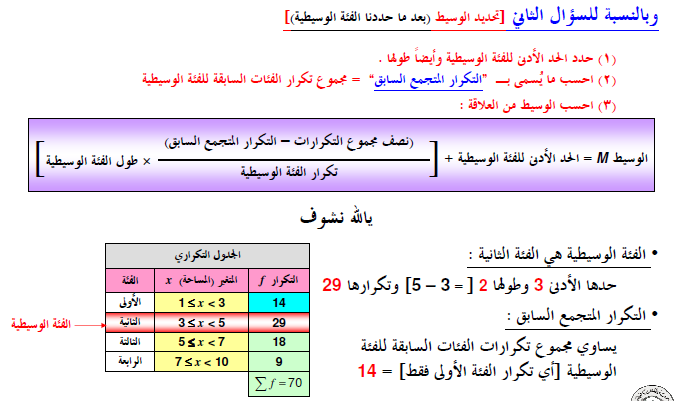 وبالنسبة للسؤال الثاني [تحديد الوسيط (بعد ما حددنا الفئة الوسيطية)]
(١) حدد الحد الأدنى للفئة الوسيطية وأيضاً طولها .
(٢) احسب ما يُسمى بـــ "التكرار المتجمع السابق" = مجموع تكرار الفئات السابقة للفئة الوسيطية
(٣) احسب الوسيط من العلاقة :
الوسيط M = الحد الأدنى للفئة الوسيطية + [(نصف مجموع التكرارات – التكرار المتجمع السابق) / تكرار الفئة الوسيطية × طول الفئة الوسيطية]
يالله نشوف
• الفئة الوسيطية هي الفئة الثانية :
حدها الأدنى 3 وطولها 2 [ = 3 – 5] وتكرارها 29
• التكرار المتجمع السابق :
يساوي مجموع تكرارات الفئات السابقة للفئة
الوسيطية [أي تكرار الفئة الأولى فقط] = 14
الجدول التكراري
الفئة المتغير (المساحة) x التكرار f
الأولى 1 ≤ x < 3 14
الثانية 3 ≤ x < 5 29
الثالثة 5 ≤ x < 7 18
الرابعة 7 ≤ x < 10 9
∑ f = 70
الفئة الوسيطية